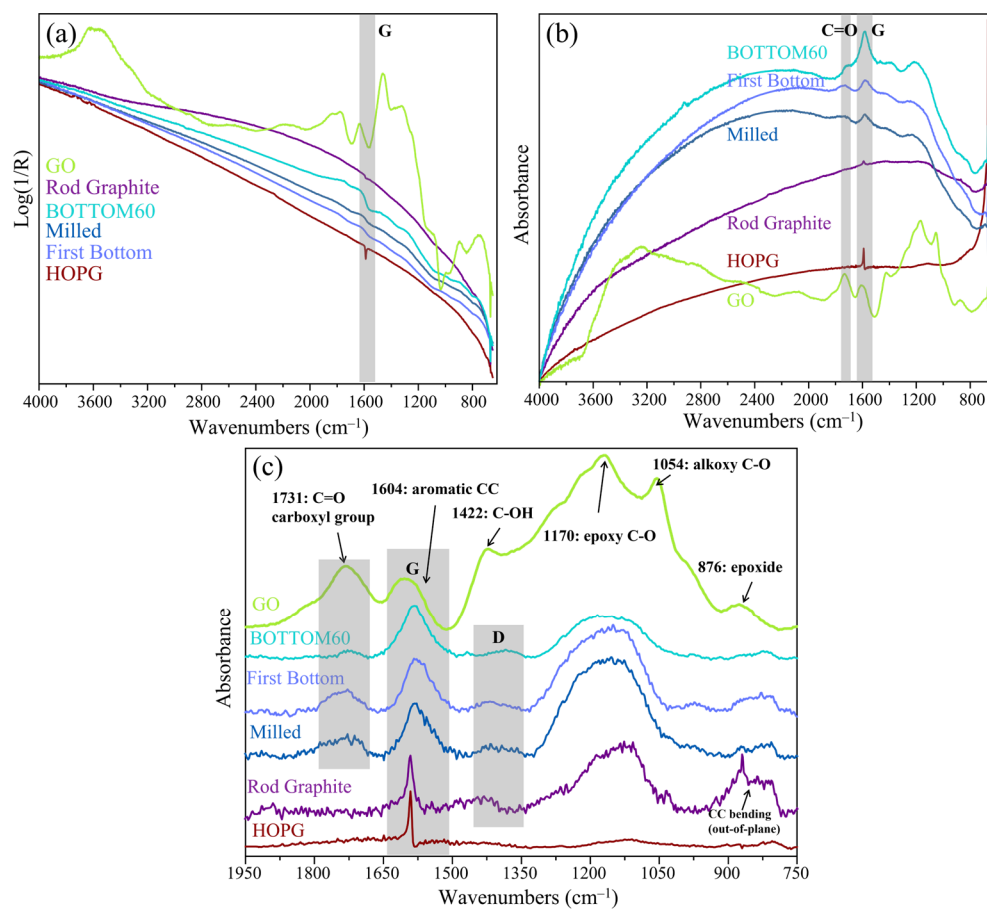 (a)
G
Log(1/R)
GO
Rod Graphite
BOTTOM60
Milled
First Bottom
HOPG
4000 3600 3200 2800 2400 2000 1600 1200 800
Wavenumbers (cm⁻¹)
(b)
C=O G
BOTTOM60
First Bottom
Milled
Absorbance
Rod Graphite
HOPG
GO
4000 3600 3200 2800 2400 2000 1600 1200 800
Wavenumbers (cm⁻¹)
(c)
1731: C=O
carboxyl group
1604: aromatic CC
1422: C-OH
1170: epoxy C-O
1054: alkoxy C-O
876: epoxide
G
GO
D
BOTTOM60
First Bottom
Milled
Rod Graphite
HOPG
CC bending
(out-of-plane)
Absorbance
1950 1650 1350 1050 750
Wavenumbers (cm⁻¹)